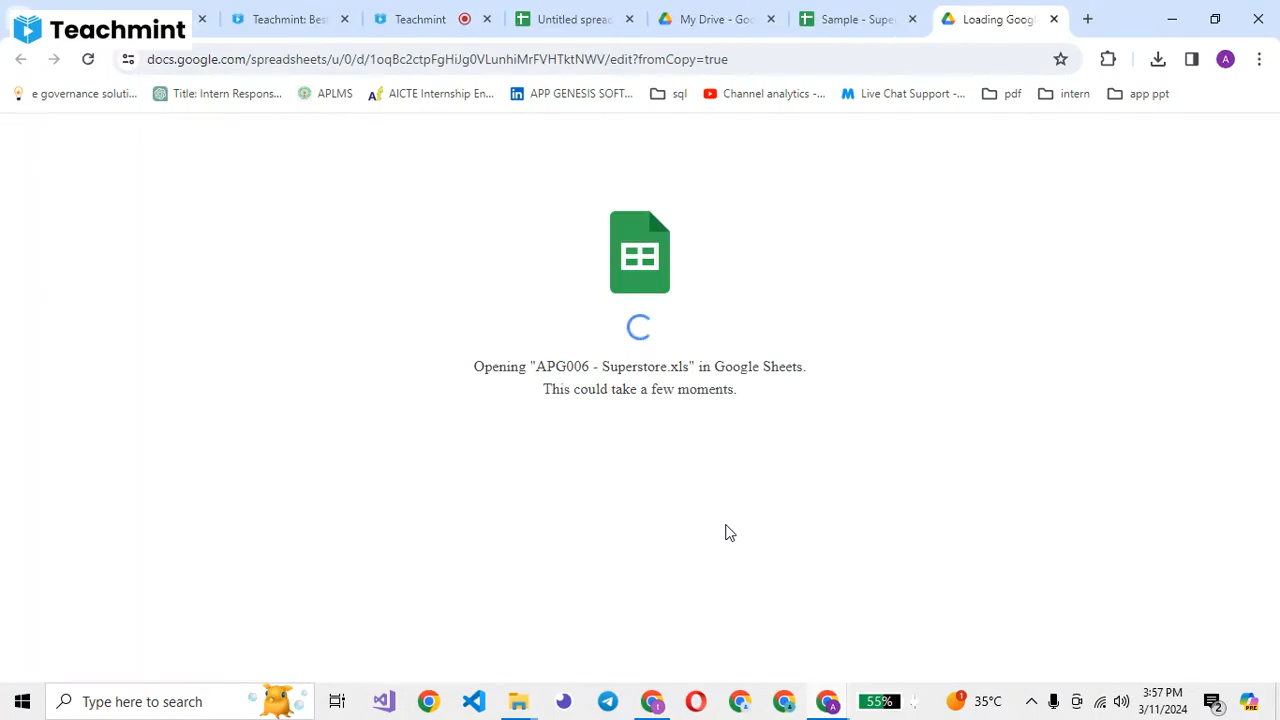 Teachmint
Teachmint: Bes
Teachmint
Untitled sprea
My Drive - Go
Sample - Supe
Loading Googl
docs.google.com/spreadsheets/u/0/d/1oqBc2ctpFgHiJg0VLunhiMrFVHTktNWV/edit?fromCopy=true
A
e governance soluti...
Title: Intern Respons...
APLMS
AICTE Internship En...
APP GENESIS SOFT...
sql
Channel analytics -...
Live Chat Support -...
pdf
intern
app ppt
Opening "APG006 - Superstore.xls" in Google Sheets.
This could take a few moments.
Type here to search
55%
1
35°C
3:57 PM
3/11/2024
2